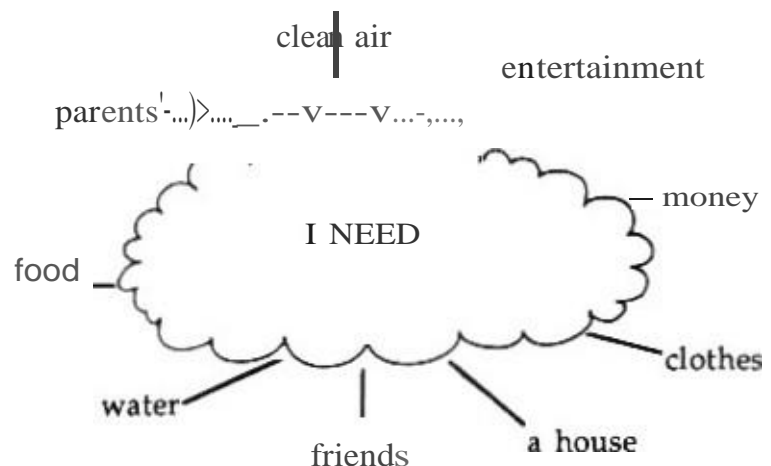 clean air
entertainment
parents'-...)>...._.--v---v...-,...,
money
I NEED
food
clothes
water
a house
friends